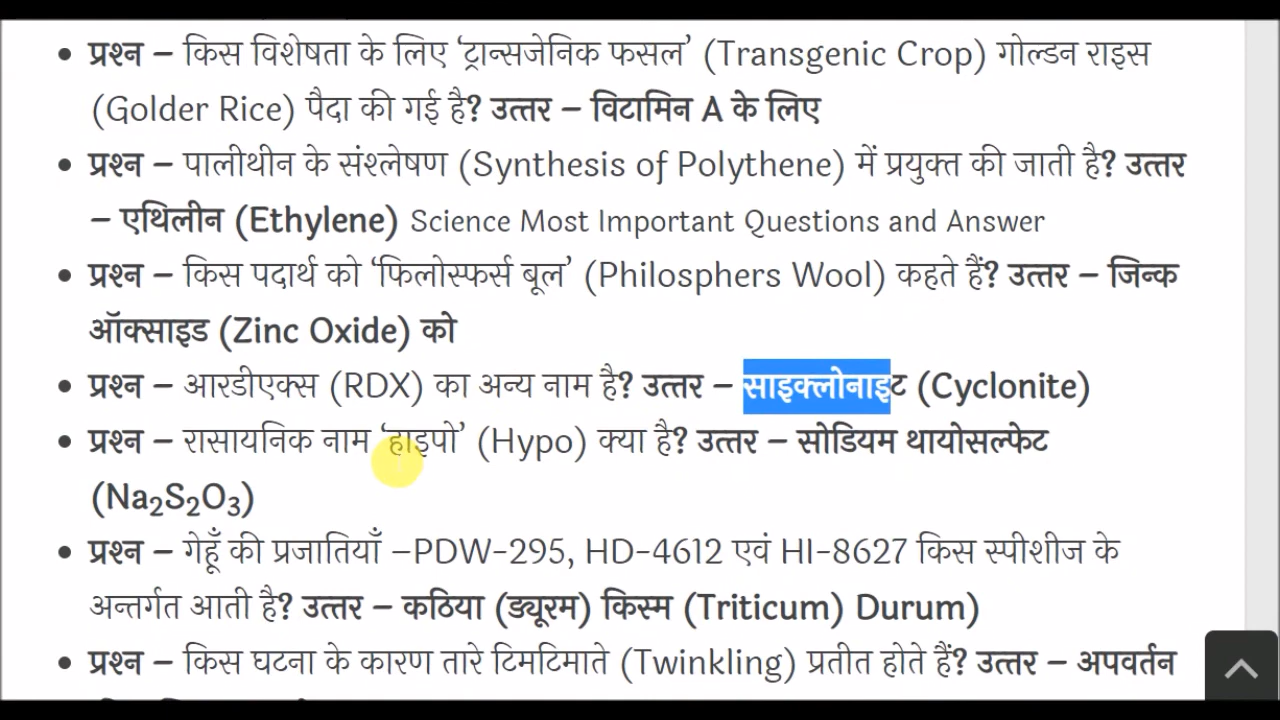 • प्रश्न – किस विशेषता के लिए ‘ट्रान्सजेनिक फसल’ (Transgenic Crop) गोल्डन राइस
(Golder Rice) पैदा की गई है? उत्तर – विटामिन A के लिए
• प्रश्न – पालीथीन के संश्लेषण (Synthesis of Polythene) में प्रयुक्त की जाती है? उत्तर
– एथिलीन (Ethylene) Science Most Important Questions and Answer
• प्रश्न – किस पदार्थ को ‘फिलोस्फर्स बूल’ (Philosphers Wool) कहते हैं? उत्तर – जिन्क
ऑक्साइड (Zinc Oxide) को
• प्रश्न – आरडीएक्स (RDX) का अन्य नाम है? उत्तर – साइक्लोनाइट (Cyclonite)
• प्रश्न – रासायनिक नाम ‘हाइपो’ (Hypo) क्या है? उत्तर – सोडियम थायोसल्फेट
(Na₂S₂O₃)
• प्रश्न – गेहूँ की प्रजातियाँ –PDW-295, HD-4612 एवं HI-8627 किस स्पीशीज के
अन्तर्गत आती है? उत्तर – कठिया (ड्यूरम) किस्म (Triticum) Durum)
• प्रश्न – किस घटना के कारण तारे टिमटिमाते (Twinkling) प्रतीत होते हैं? उत्तर – अपवर्तन